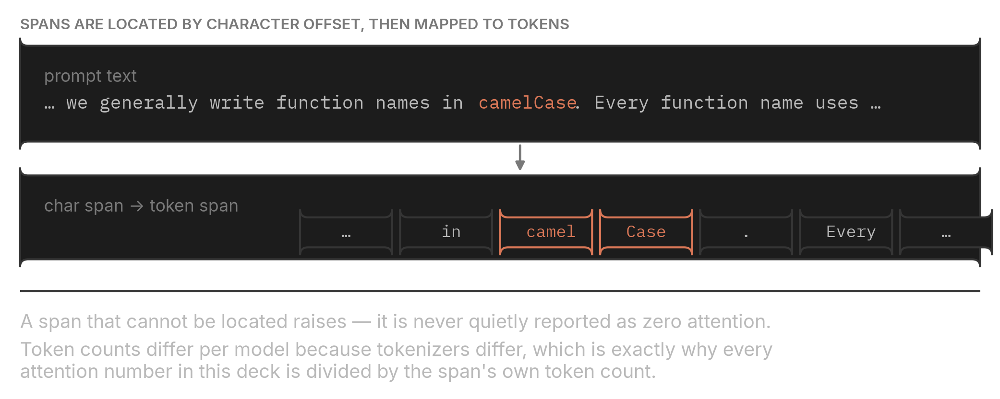 SPANS ARE LOCATED BY CHARACTER OFFSET, THEN MAPPED TO TOKENS
prompt text
… we generally write function names in camelCase. Every function name uses …
char span → token span
… in camel Case . Every …
A span that cannot be located raises — it is never quietly reported as zero attention.
Token counts differ per model because tokenizers differ, which is exactly why every
attention number in this deck is divided by the span's own token count.